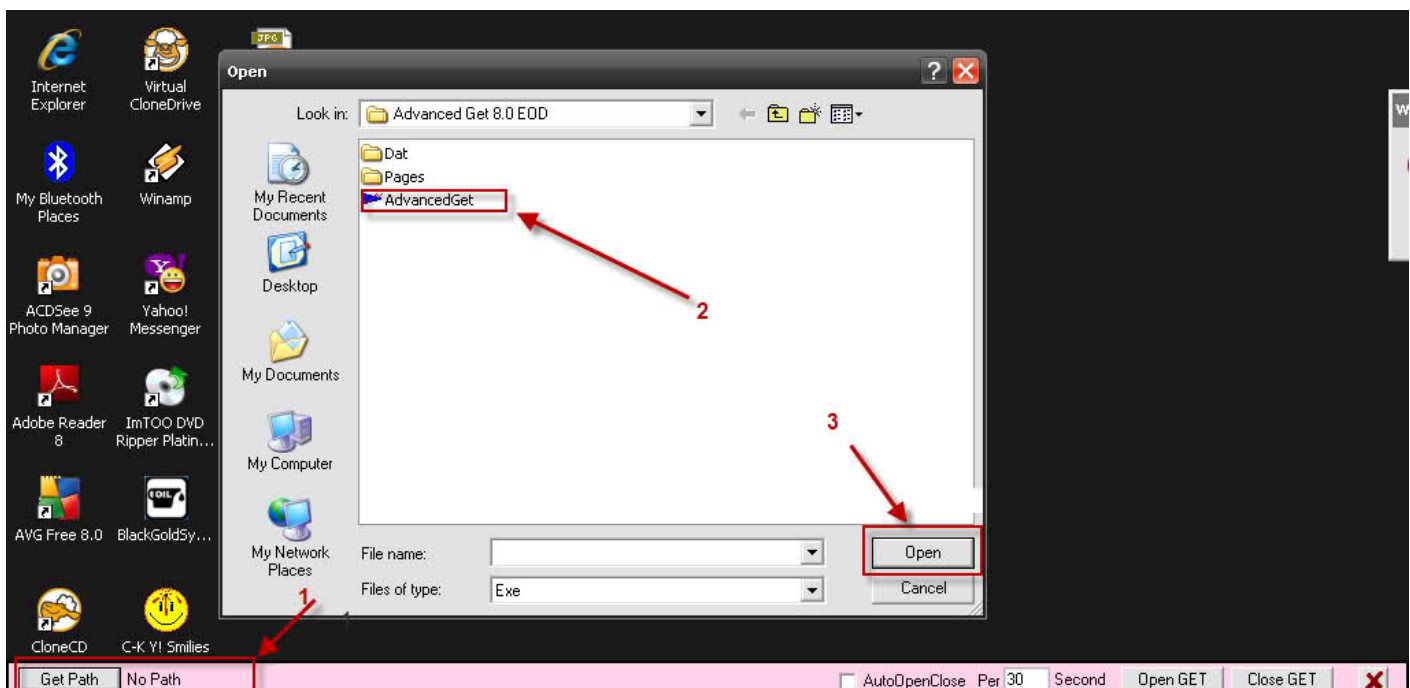 JPG
Internet
Explorer
Virtual
CloneDrive
My Bluetooth
Places
Winamp
ACDSee 9
Photo Manager
Yahoo!
Messenger
Adobe Reader
8
ImTOO DVD
Ripper Platin...
AVG Free 8.0
OIL
BlackGoldSy...
CloneCD
C-K Y! Smilies
Open
?
Look in:
Advanced Get 8.0 EOD
My Recent
Documents
Desktop
My Documents
My Computer
My Network
Places
Dat
Pages
AdvancedGet
2
3
1
File name:
Open
Files of type:
Exe
Cancel
Get Path
No Path
AutoOpenClose Per 30 Second
Open GET
Close GET
X